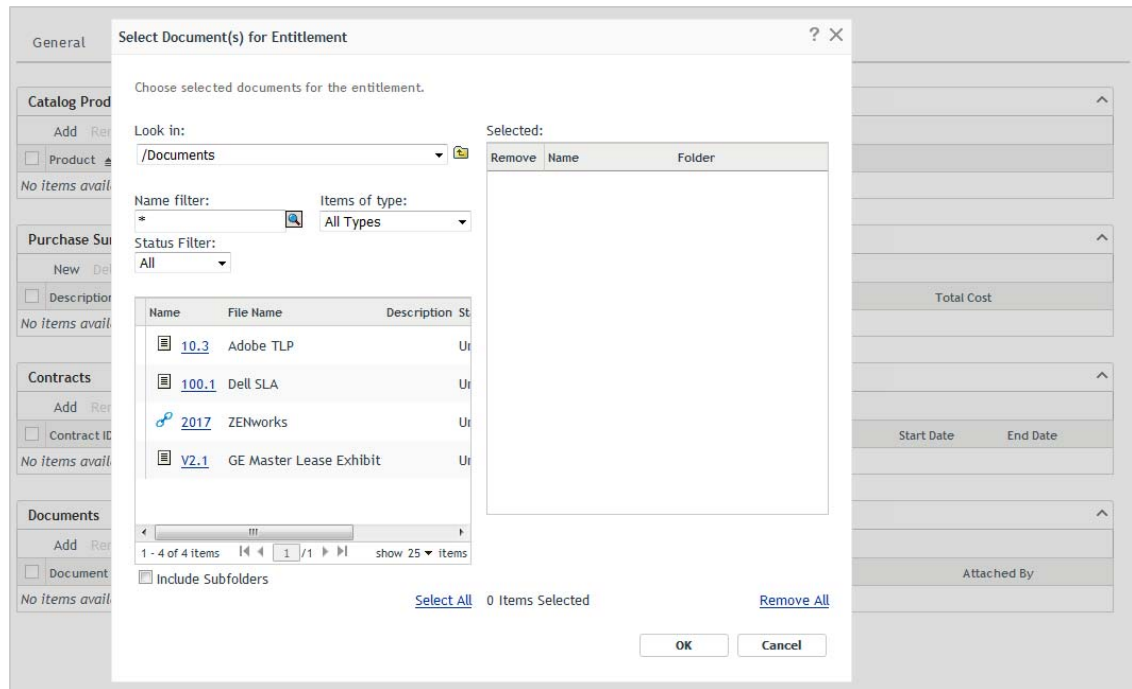 General
Select Document(s) for Entitlement
?
Choose selected documents for the entitlement.
Catalog Prod
Add
Look in:
Selected:
/Documents
Remove Name Folder
Product
No items avail
Name filter: Items of type:
* All Types
Purchase Su
Status Filter:
New
All
Description
Total Cost
No items avail
Name File Name Description St
10.3 Adobe TLP
100.1 Dell SLA
Contracts
Add
2017 ZENworks
Contract ID
Start Date End Date
No items avail
V2.1 GE Master Lease Exhibit
Documents
Add
1 - 4 of 4 items 1 /1 show 25 items
Document
Attached By
Include Subfolders
No items avail
Select All 0 Items Selected Remove All
OK Cancel